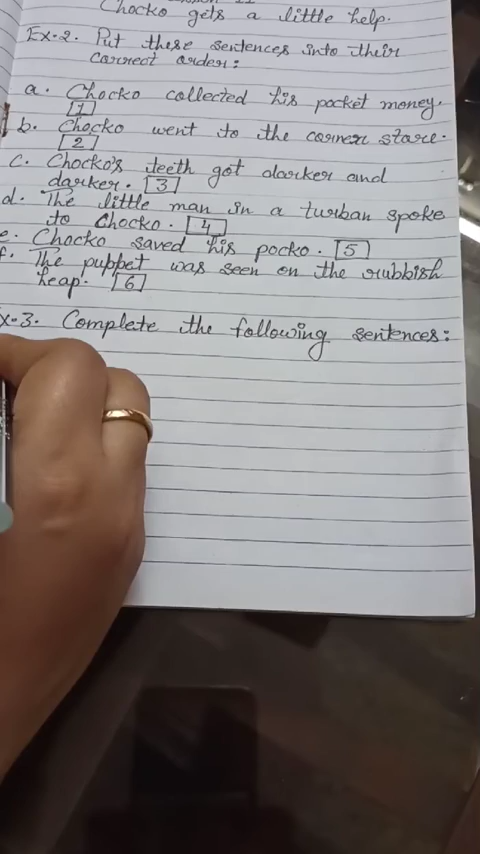 Chocko gets a little help.
Ex-2. Put these sentences into their
correct order:
a. Chocko collected his pocket money.
[1]
b. Chocko went to the corner store.
[2]
c. Chocko's teeth got darker and
darker. [3]
d. The little man in a turban spoke
to Chocko. [4]
e. Chocko saved his pocko. [5]
f. The puppet was seen on the rubbish
heap. [6]
x-3. Complete the following sentences: